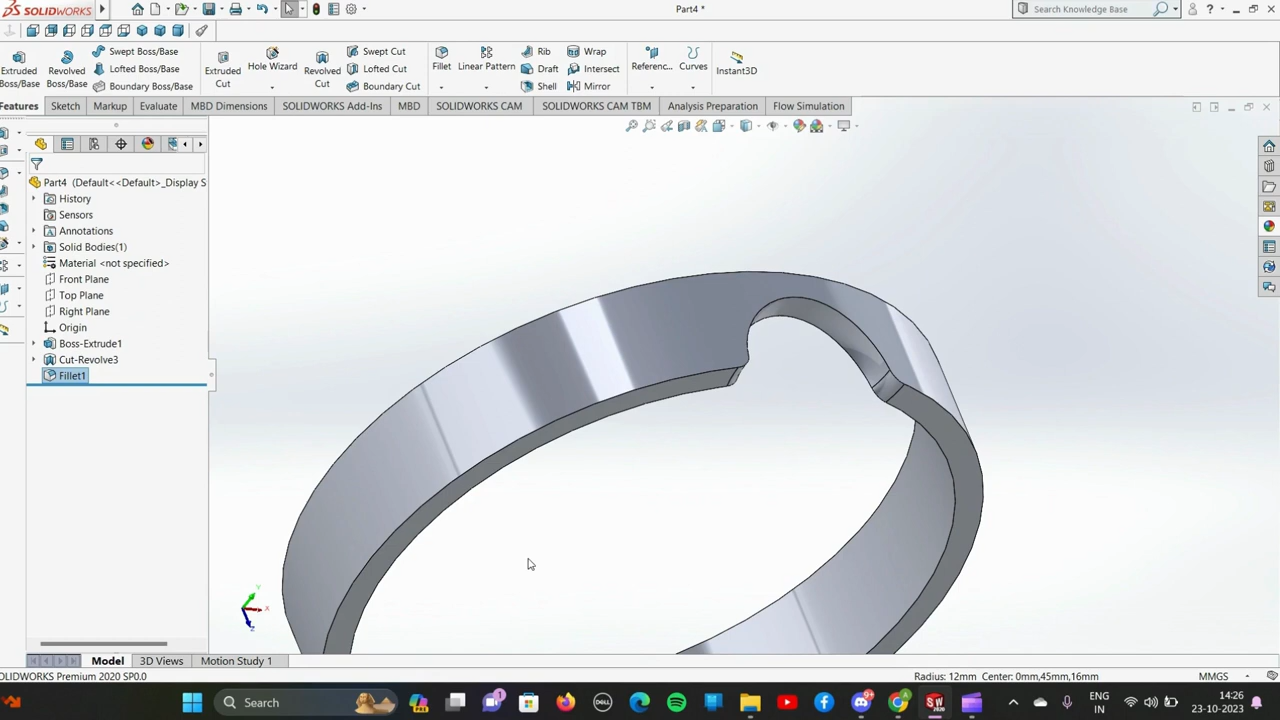 SOLIDWORKS
Part4 *
Search Knowledge Base
Extruded Boss/Base
Revolved Boss/Base
Swept Boss/Base
Lofted Boss/Base
Boundary Boss/Base
Extruded Cut
Hole Wizard
Revolved Cut
Swept Cut
Lofted Cut
Boundary Cut
Fillet
Linear Pattern
Rib
Draft
Shell
Wrap
Intersect
Mirror
Referenc...
Curves
Instant3D
Features
Sketch
Markup
Evaluate
MBD Dimensions
SOLIDWORKS Add-Ins
MBD
SOLIDWORKS CAM
SOLIDWORKS CAM TBM
Analysis Preparation
Flow Simulation
Part4 (Default<<Default>_Display S
History
Sensors
Annotations
Solid Bodies(1)
Material <not specified>
Front Plane
Top Plane
Right Plane
Origin
Boss-Extrude1
Cut-Revolve3
Fillet1
Y
X
Z
Model
3D Views
Motion Study 1
SOLIDWORKS Premium 2020 SP0.0
Radius: 12mm Center: 0mm,45mm,16mm
MMGS
Search
ENG
IN
14:26
23-10-2023